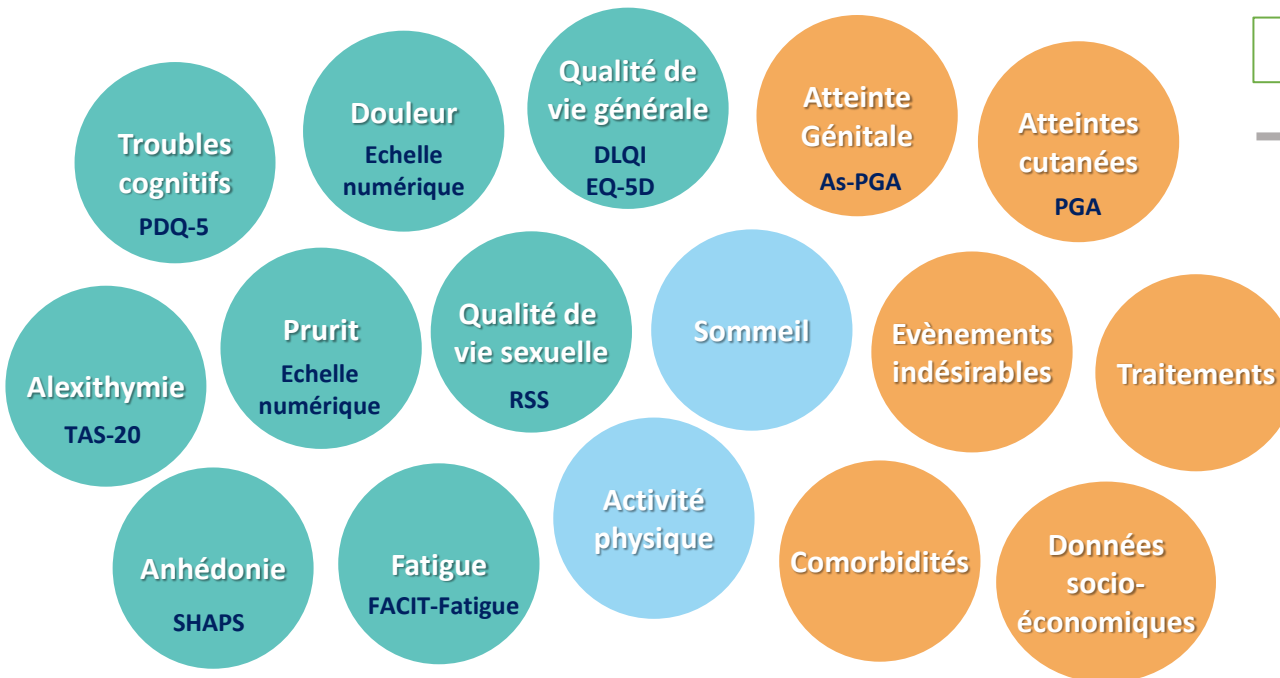 Troubles
cognitifs
PDQ-5
Douleur
Echelle
numérique
Qualité de
vie générale
DLQI
EQ-5D
Atteinte
Génitale
As-PGA
Atteintes
cutanées
PGA
Alexithymie
TAS-20
Prurit
Echelle
numérique
Qualité de
vie sexuelle
RSS
Sommeil
Evènements
indésirables
Traitements
Anhédonie
SHAPS
Fatigue
FACIT-Fatigue
Activité
physique
Comorbidités
Données
socio-
économiques